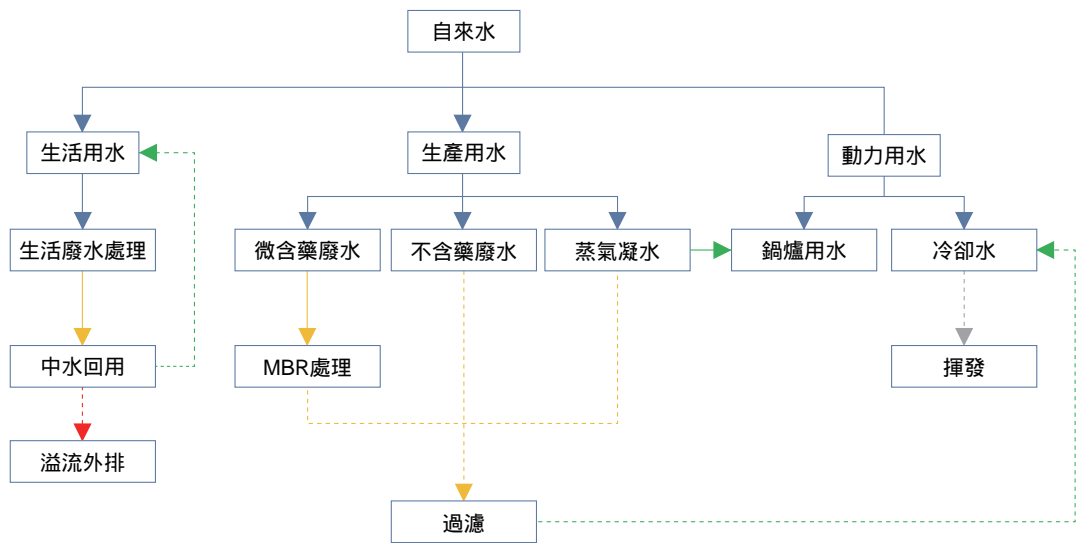 自來水
生活用水
生產用水
動力用水
生活廢水處理
微含藥廢水
不含藥廢水
蒸氣凝水
鍋爐用水
冷卻水
中水回用
MBR處理
揮發
溢流外排
過濾